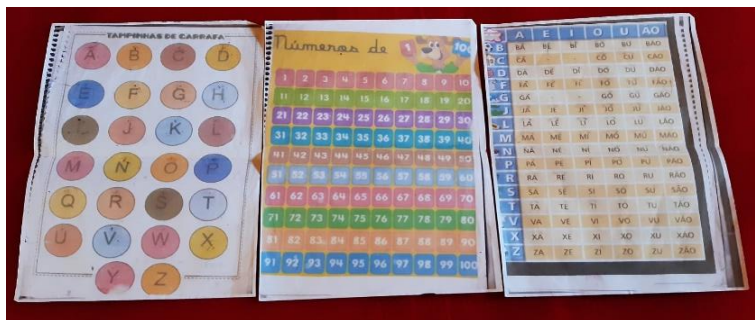 TAMPINHAS DE GARRAFA
A B C D
E F G H
I J K L
M N O P
Q R S T
U V W X
Y Z
Números de 1 100
1 2 3 4 5 6 7 8 9 10
11 12 13 14 15 16 17 18 19 20
21 22 23 24 25 26 27 28 29 30
31 32 33 34 35 36 37 38 39 40
41 42 43 44 45 46 47 48 49 50
51 52 53 54 55 56 57 58 59 60
61 62 63 64 65 66 67 68 69 70
71 72 73 74 75 76 77 78 79 80
81 82 83 84 85 86 87 88 89 90
91 92 93 94 95 96 97 98 99 100
A E I O U AO
B BA BE BI BO BU BÃO
C CA - - CO CU CÃO
D DA DE DI DO DU DÃO
F FA FE FI FO FU FÃO
G GA - - GO GU GÃO
JA JE JI JO JU JÃO
L LA LE LI LO LU LÃO
M MA ME MI MO MU MÃO
N NA NE NI NO NU NÃO
P PA PE PI PO PU PÃO
R RA RE RI RO RU RÃO
S SA SE SI SO SU SÃO
T TA TE TI TO TU TÃO
V VA VE VI VO VU VÃO
X XA XE XI XO XU XÃO
Z ZA ZE ZI ZO ZU ZÃO